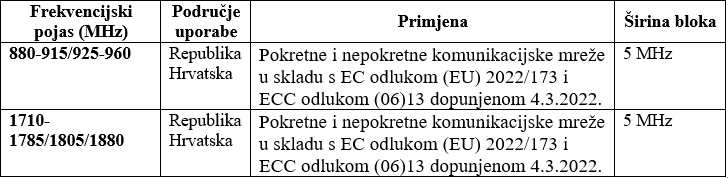 Frekvencijski pojas (MHz) | Područje uporabe | Primjena | Širina bloka
880-915/925-960 | Republika Hrvatska | Pokretne i nepokretne komunikacijske mreže
u skladu s EC odlukom (EU) 2022/173 i
ECC odlukom (06)13 dopunjenom 4.3.2022. | 5 MHz
1710-
1785/1805/1880 | Republika Hrvatska | Pokretne i nepokretne komunikacijske mreže
u skladu s EC odlukom (EU) 2022/173 i
ECC odlukom (06)13 dopunjenom 4.3.2022. | 5 MHz